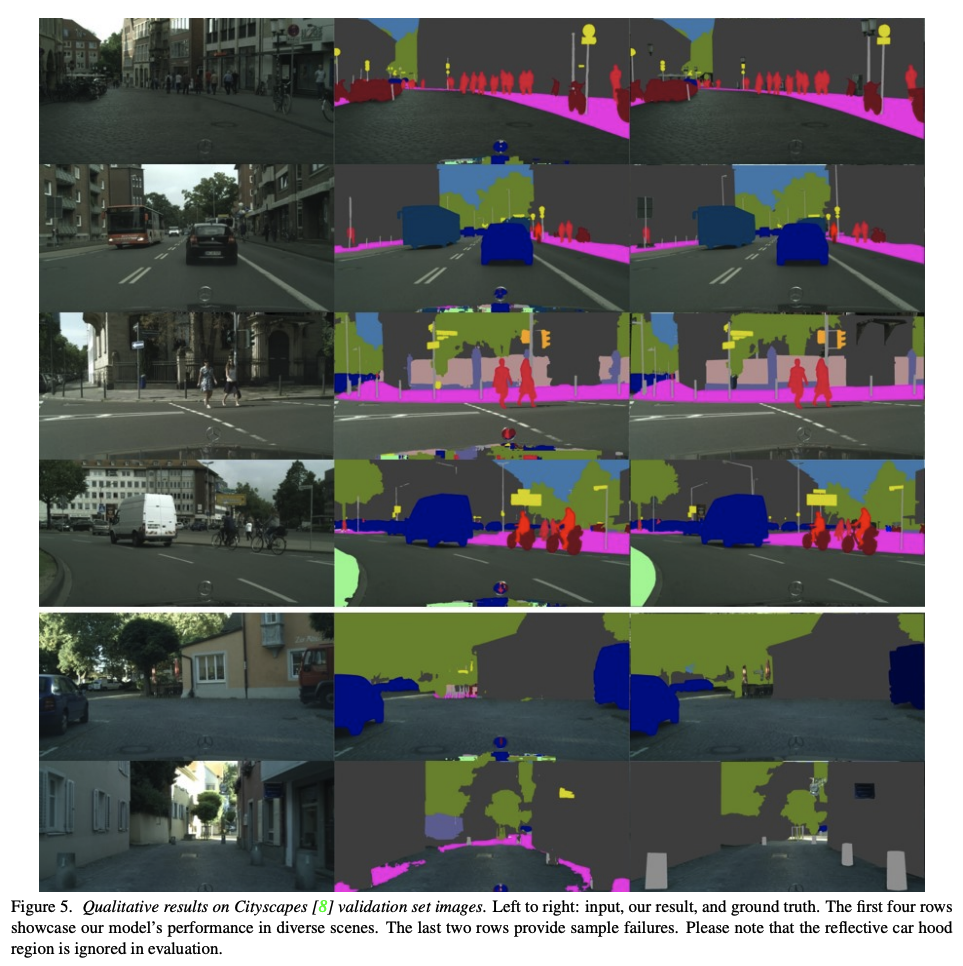 Figure 5. Qualitative results on Cityscapes [8] validation set images. Left to right: input, our result, and ground truth. The first four rows
showcase our model's performance in diverse scenes. The last two rows provide sample failures. Please note that the reflective car hood
region is ignored in evaluation.